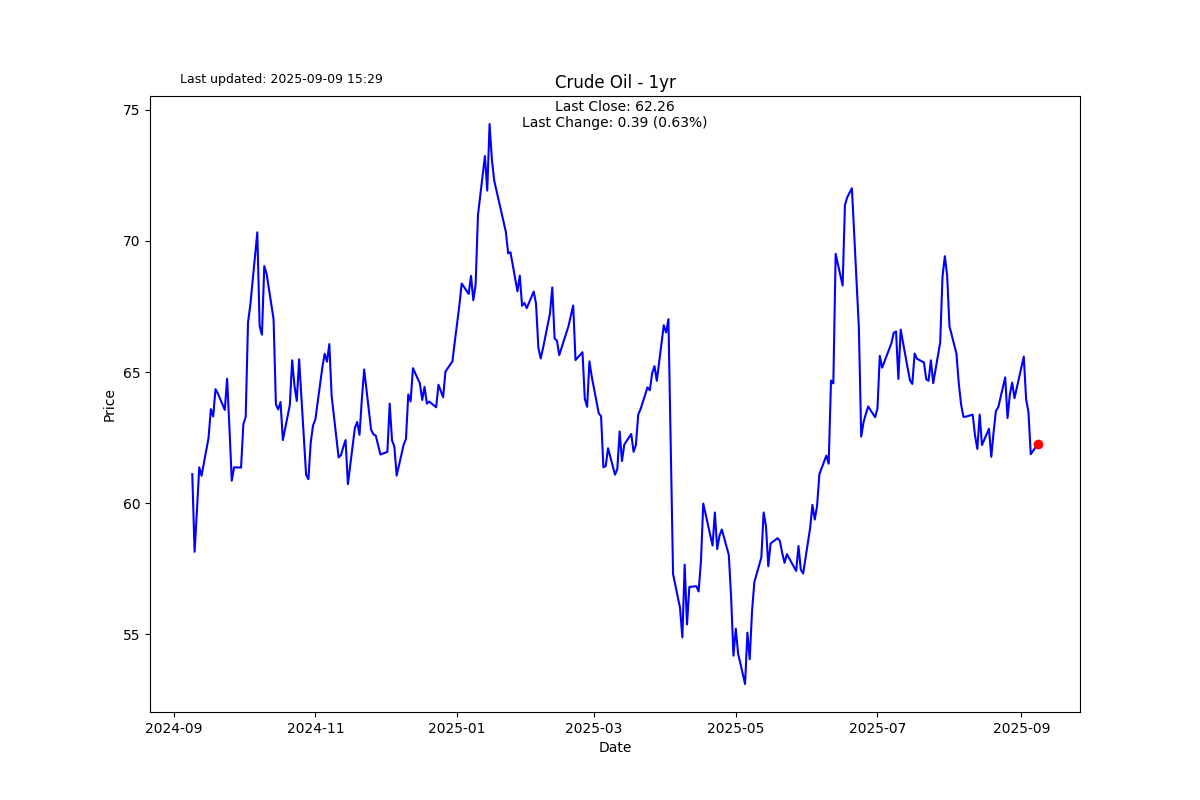 Last updated: 2025-09-09 15:29
Crude Oil - 1yr
Last Close: 62.26
Last Change: 0.39 (0.63%)
75
70
65
60
55
Price
2024-09 2024-11 2025-01 2025-03 2025-05 2025-07 2025-09
Date